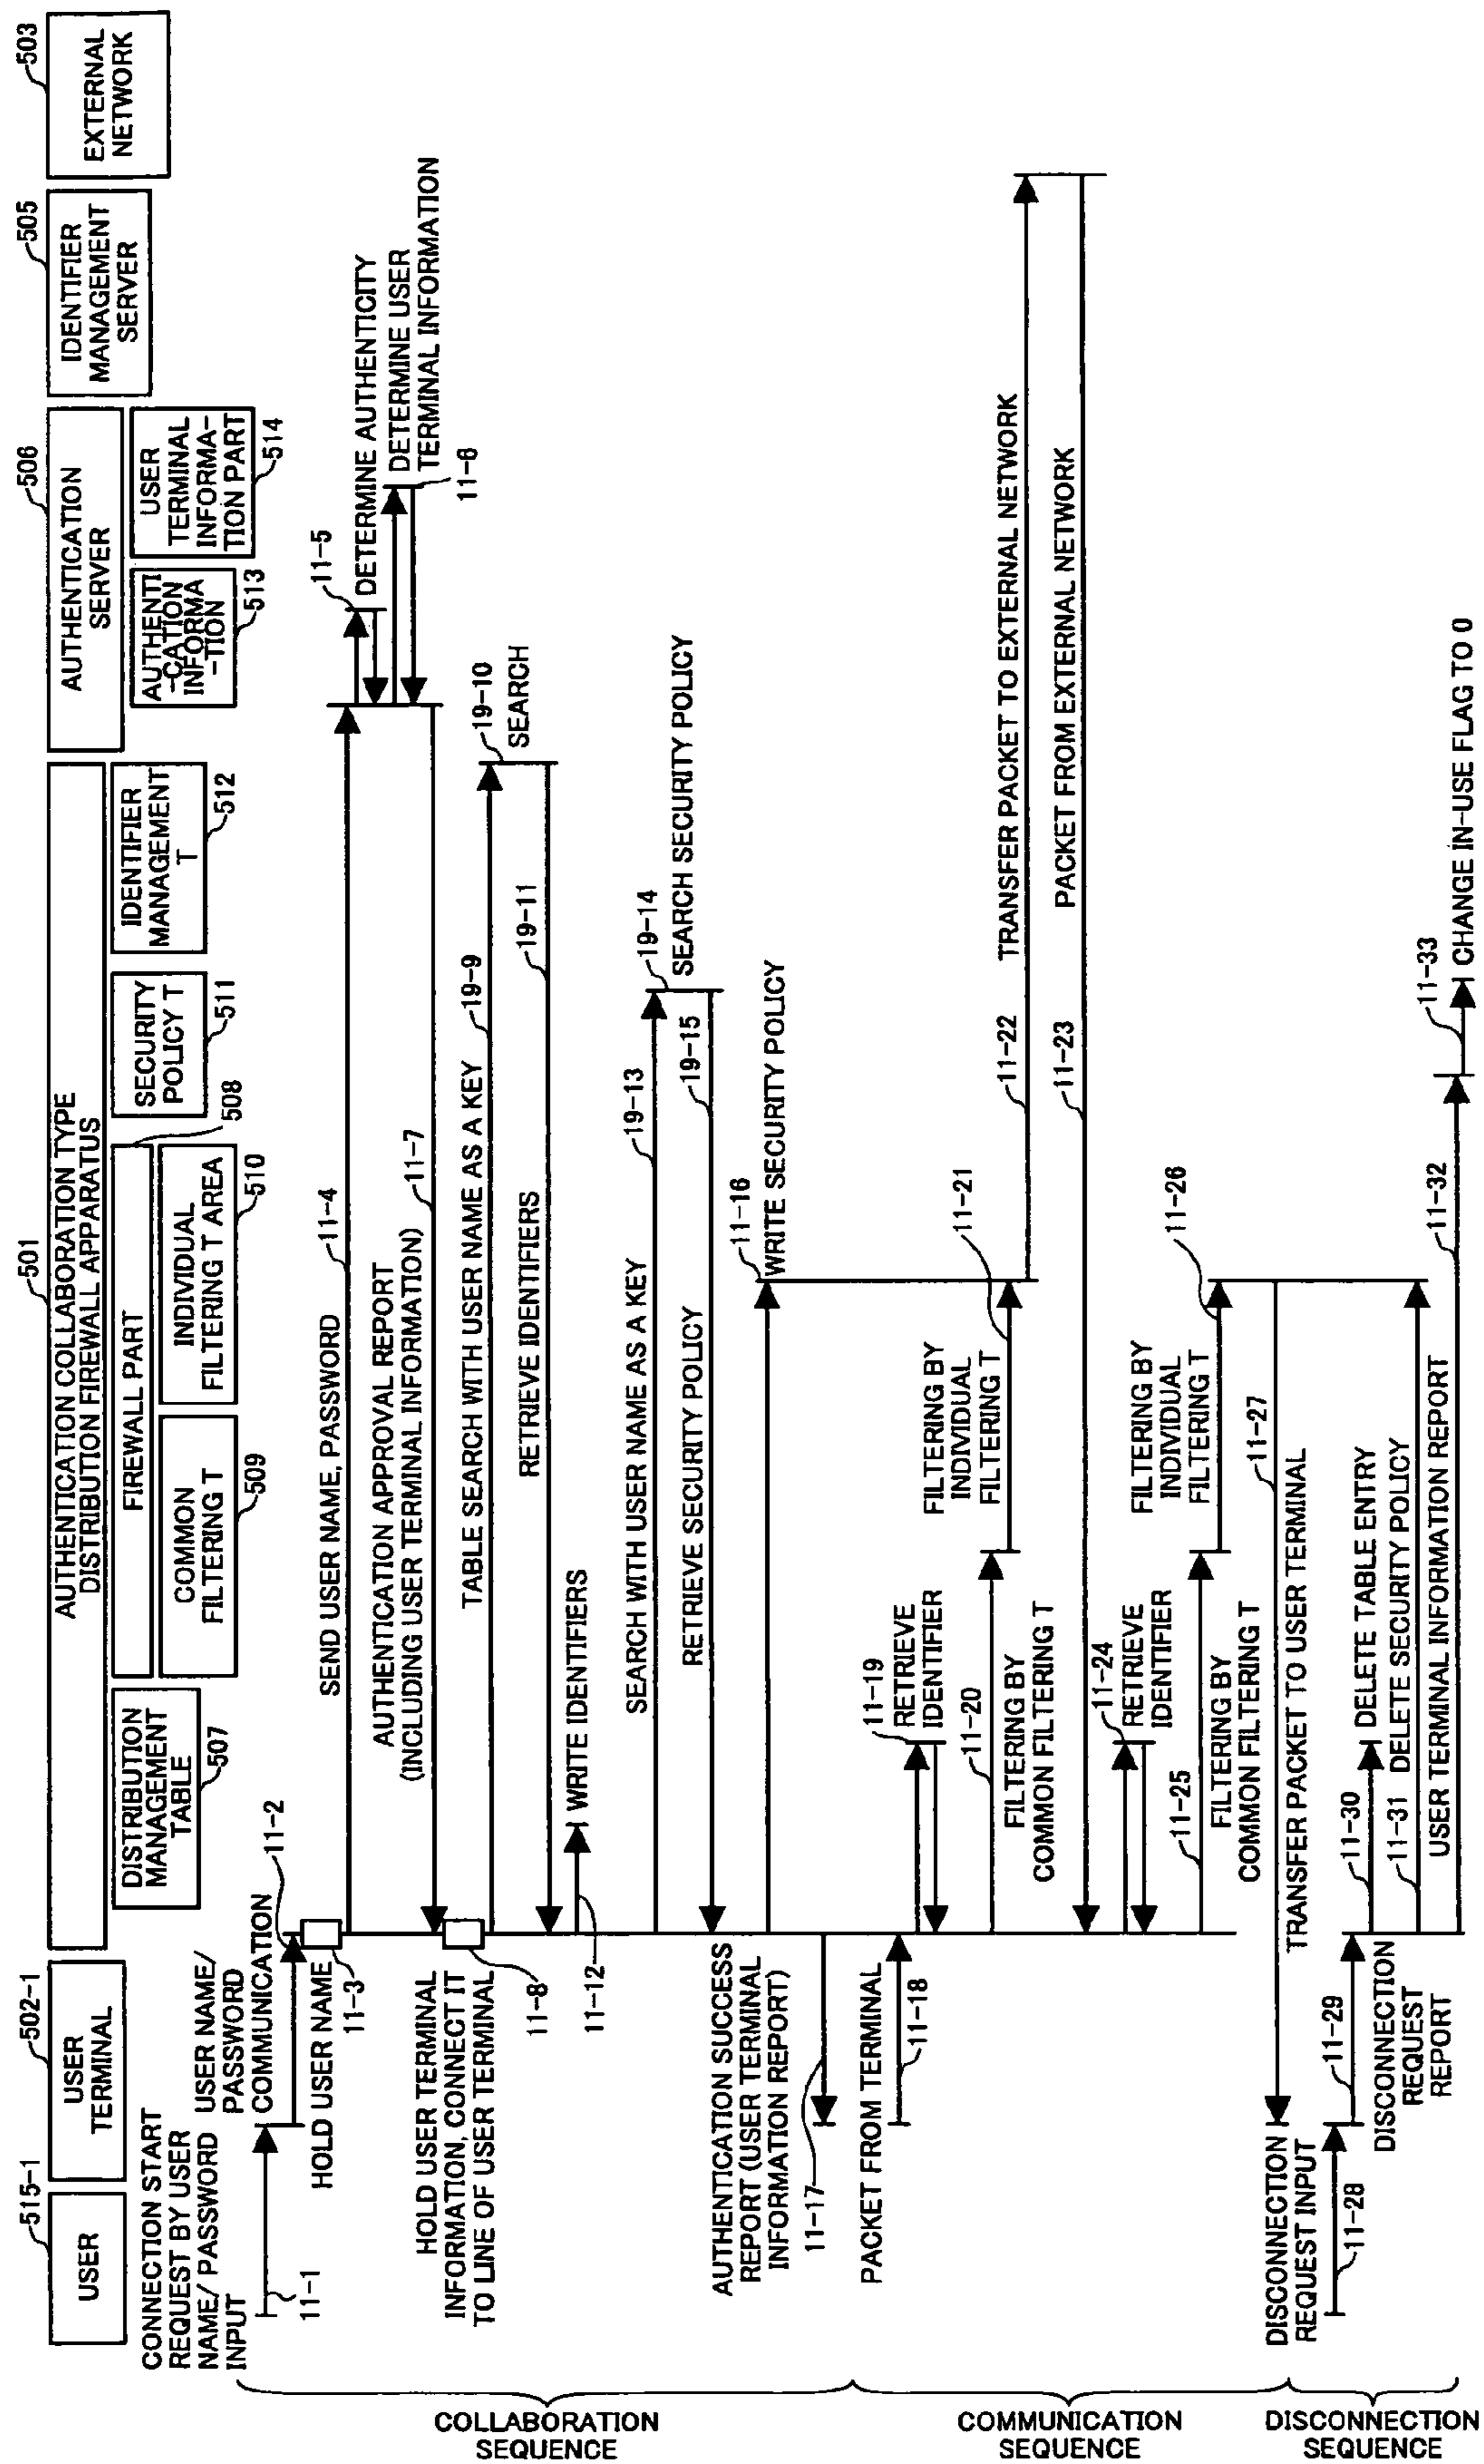 515-1
USER
502-1
USER
TERMINAL
501
AUTHENTICATION COLLABORATION TYPE
DISTRIBUTION FIREWALL APPARATUS
DISTRIBUTION
MANAGEMENT
TABLE
507
FIREWALL PART
508
COMMON
FILTERING T
509
INDIVIDUAL
FILTERING T AREA
510
SECURITY
POLICY T
511
IDENTIFIER
MANAGEMENT
T
512
506
AUTHENTICATION
SERVER
AUTHENTI
-CATION
INFORMA
-TION
513
USER
TERMINAL
INFORMA-
TION PART
514
505
IDENTIFIER
MANAGEMENT
SERVER
503
EXTERNAL
NETWORK
CONNECTION START
REQUEST BY USER
NAME/ PASSWORD
INPUT
11-1
USER NAME/
PASSWORD
COMMUNICATION
11-2
HOLD USER NAME
11-3
SEND USER NAME, PASSWORD
11-4
11-5
DETERMINE AUTHENTICITY
DETERMINE USER
TERMINAL INFORMATION
11-6
AUTHENTICATION APPROVAL REPORT
(INCLUDING USER TERMINAL INFORMATION)
11-7
HOLD USER TERMINAL
INFORMATION, CONNECT IT
TO LINE OF USER TERMINAL
11-8
TABLE SEARCH WITH USER NAME AS A KEY
19-9
19-10
SEARCH
RETRIEVE IDENTIFIERS
19-11
WRITE IDENTIFIERS
11-12
SEARCH WITH USER NAME AS A KEY
19-13
19-14
SEARCH SECURITY POLICY
RETRIEVE SECURITY POLICY
19-15
11-16
WRITE SECURITY POLICY
AUTHENTICATION SUCCESS
REPORT (USER TERMINAL
INFORMATION REPORT)
11-17
PACKET FROM TERMINAL
11-18
11-19
RETRIEVE
IDENTIFIER
11-20
FILTERING BY
COMMON FILTERING T
FILTERING BY
INDIVIDUAL
FILTERING T
11-21
11-22
TRANSFER PACKET TO EXTERNAL NETWORK
11-23
PACKET FROM EXTERNAL NETWORK
11-24
RETRIEVE
IDENTIFIER
11-25
FILTERING BY
COMMON FILTERING T
FILTERING BY
INDIVIDUAL
FILTERING T
11-26
11-27
TRANSFER PACKET TO USER TERMINAL
DISCONNECTION
REQUEST INPUT
11-28
11-29
DISCONNECTION
REQUEST
REPORT
11-30
DELETE TABLE ENTRY
11-31
DELETE SECURITY POLICY
USER TERMINAL INFORMATION REPORT
11-32
11-33
CHANGE IN-USE FLAG TO 0
COLLABORATION
SEQUENCE
COMMUNICATION
SEQUENCE
DISCONNECTION
SEQUENCE